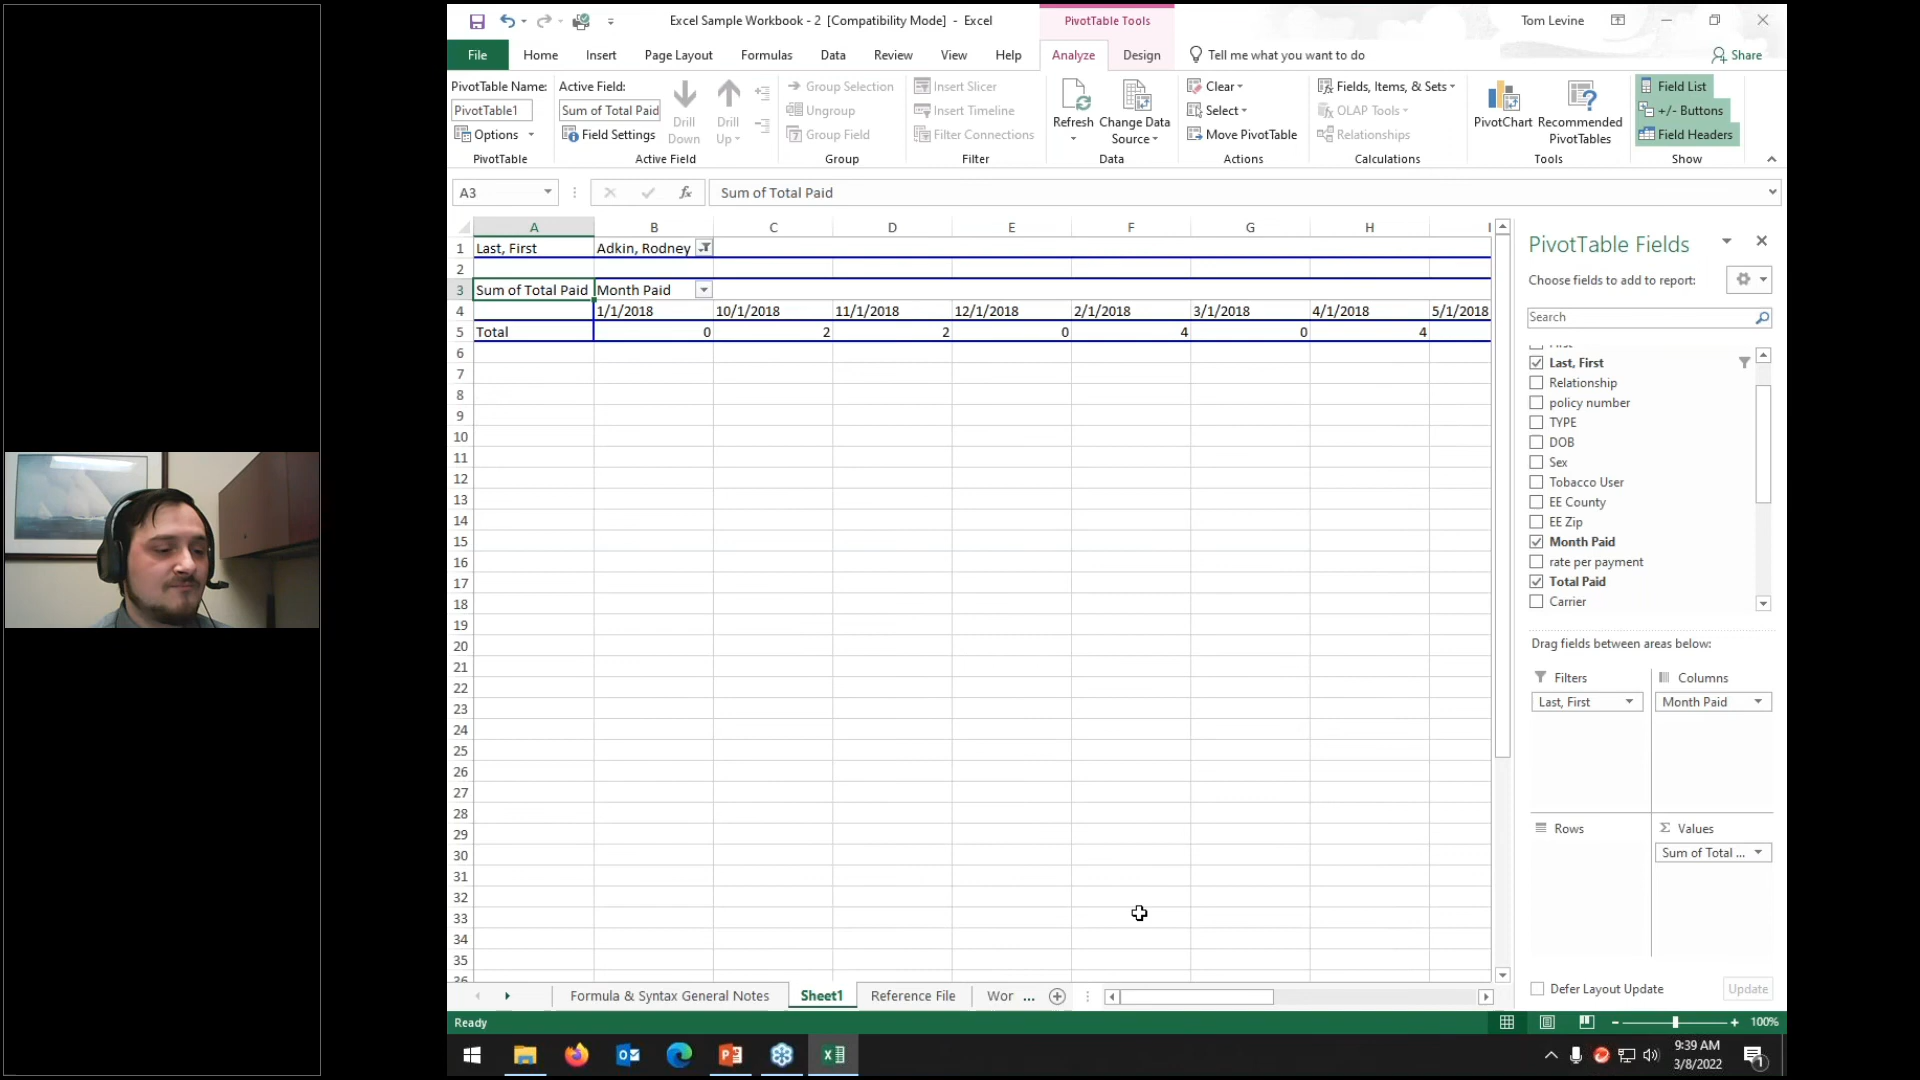 Excel Sample Workbook - 2 [Compatibility Mode] - Excel
PivotTable Tools
Tom Levine
File Home Insert Page Layout Formulas Data Review View Help Analyze Design Tell me what you want to do Share
PivotTable Name:
PivotTable1
Options
PivotTable
Active Field:
Sum of Total Paid
Field Settings
Drill Down
Drill Up
Active Field
Group Selection
Ungroup
Group Field
Group
Insert Slicer
Insert Timeline
Filter Connections
Filter
Refresh
Change Data Source
Data
Clear
Select
Move PivotTable
Actions
Fields, Items, & Sets
OLAP Tools
Relationships
Calculations
PivotChart
Recommended PivotTables
Tools
Field List
+/- Buttons
Field Headers
Show
A3 fx Sum of Total Paid
A B C D E F G H I
1 Last, First Adkin, Rodney
2
3 Sum of Total Paid Month Paid
4 1/1/2018 10/1/2018 11/1/2018 12/1/2018 2/1/2018 3/1/2018 4/1/2018 5/1/2018
5 Total 0 2 2 0 4 0 4
6
7
8
9
10
11
12
13
14
15
16
17
18
19
20
21
22
23
24
25
26
27
28
29
30
31
32
33
34
35
36
PivotTable Fields
Choose fields to add to report:
Search
First
Last, First
Relationship
policy number
TYPE
DOB
Sex
Tobacco User
EE County
EE Zip
Month Paid
rate per payment
Total Paid
Carrier
Drag fields between areas below:
Filters
Last, First
Columns
Month Paid
Rows
Σ Values
Sum of Total ...
Defer Layout Update Update
Formula & Syntax General Notes Sheet1 Reference File Wor ...
Ready 100%
9:39 AM
3/8/2022
1